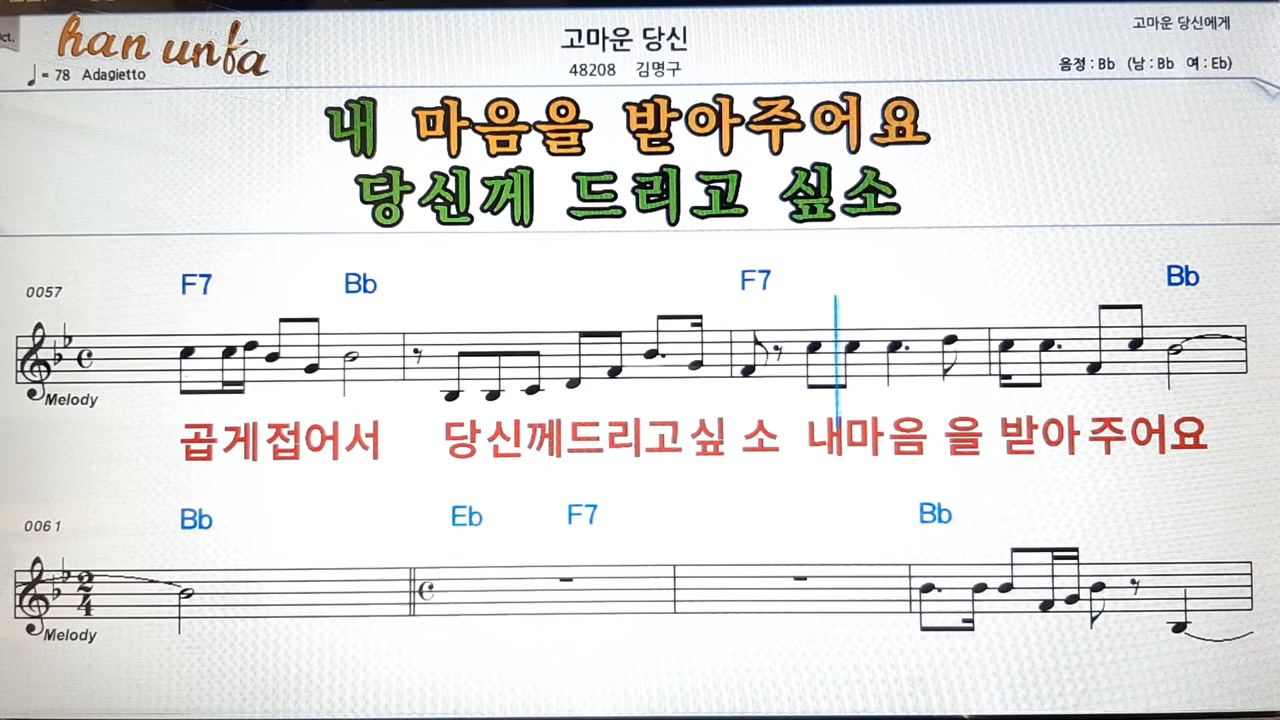 ct.
han unfa
고마운 당신
고마운 당신에게
♩ = 78 Adagietto
48208 김명구
음정 : Bb (남 : Bb 여 : Eb)
내 마음을 받아주어요
당신께 드리고 싶소
0057
F7 Bb F7 Bb
Melody
곱게접어서 당신께드리고싶 소 내마음 을 받아주어요
0061
Bb Eb F7 Bb
2
4
Melody